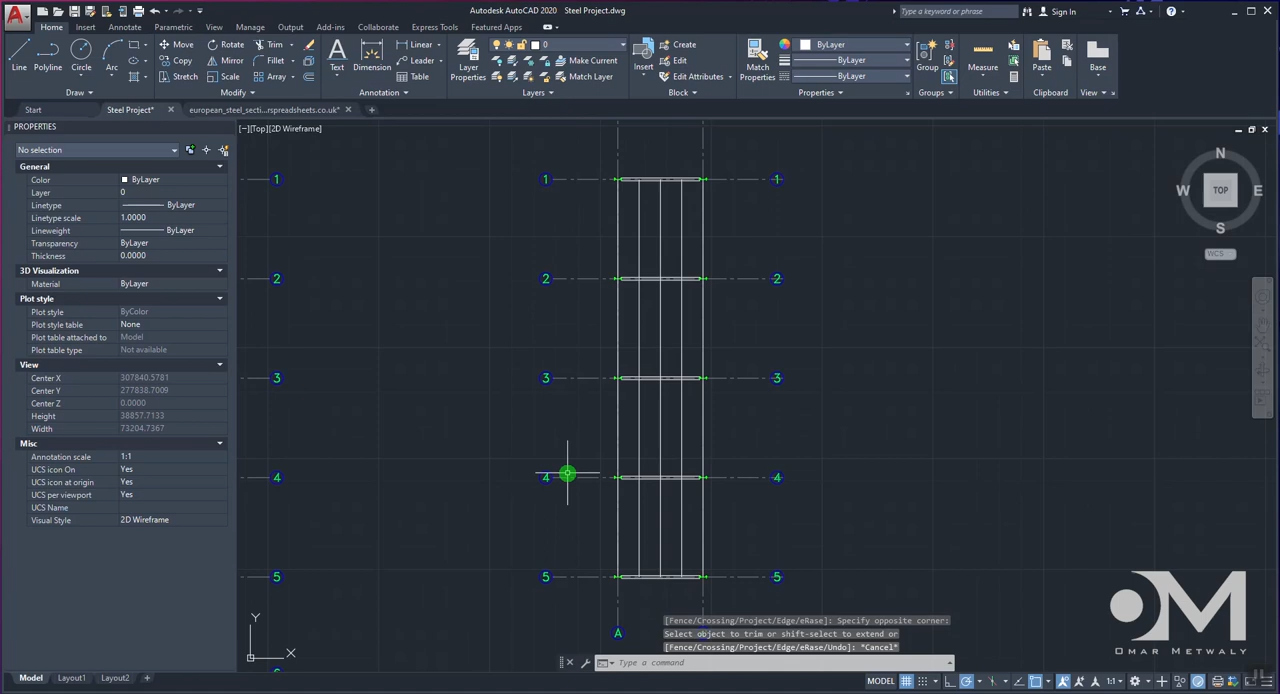 Autodesk AutoCAD 2020 Steel Project.dwg
Type a keyword or phrase
Sign In
Home Insert Annotate Parametric View Manage Output Add-ins Collaborate Express Tools Featured Apps
Line Polyline Circle Arc
Move Rotate Trim
Copy Mirror Fillet
Stretch Scale Array
Text Dimension
Linear
Leader
Table
Layer Properties
0
Make Current
Match Layer
Insert
Create
Edit
Edit Attributes
Match Properties
ByLayer
ByLayer
ByLayer
Group
Measure
Paste
Base
Draw Modify Annotation Layers Block Properties Groups Utilities Clipboard View
Start Steel Project* european_steel_secti...rspreadsheets.co.uk*
PROPERTIES
[−][Top][2D Wireframe]
No selection
General
Color ByLayer
Layer 0
Linetype ByLayer
Linetype scale 1.0000
Lineweight ByLayer
Transparency ByLayer
Thickness 0.0000
3D Visualization
Material ByLayer
Plot style
Plot style ByColor
Plot style table None
Plot table attached to Model
Plot table type Not available
View
Center X 307840.5781
Center Y 277838.7009
Center Z 0.0000
Height 38857.7133
Width 73204.7367
Misc
Annotation scale 1:1
UCS icon On Yes
UCS icon at origin Yes
UCS per viewport Yes
UCS Name
Visual Style 2D Wireframe
1 1 1
2 2 2
3 3 3
4 4 4
5 5 5
A
N
W TOP E
S
WCS
Y
X
[Fence/Crossing/Project/Edge/eRase]: Specify opposite corner:
Select object to trim or shift-select to extend or
[Fence/Crossing/Project/Edge/eRase/Undo]: *Cancel*
Type a command
OMAR METWALY
Model Layout1 Layout2
MODEL
1:1